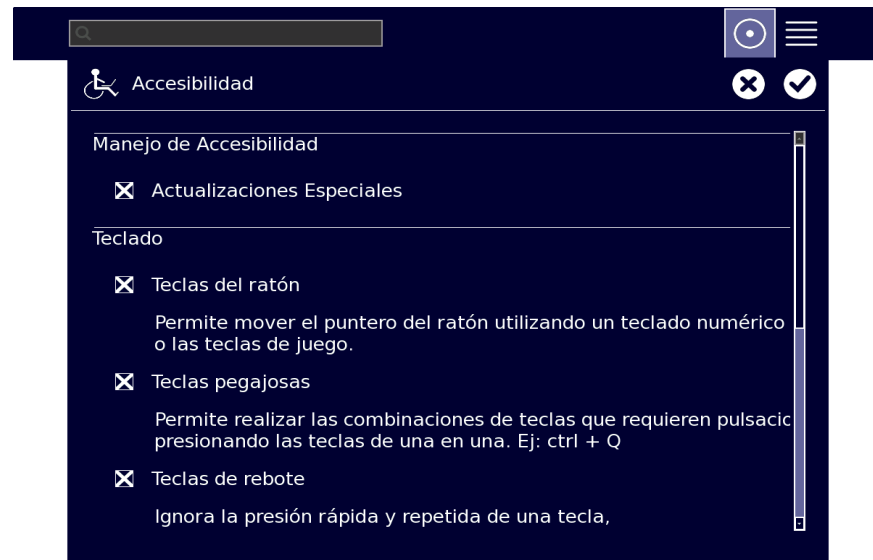 Accesibilidad
Manejo de Accesibilidad
Actualizaciones Especiales
Teclado
Teclas del ratón
Permite mover el puntero del ratón utilizando un teclado numérico
o las teclas de juego.
Teclas pegajosas
Permite realizar las combinaciones de teclas que requieren
presionando las teclas de una en una. Ej: ctrl + Q
Teclas de rebote
Ignora la presión rápida y repetida de una tecla,